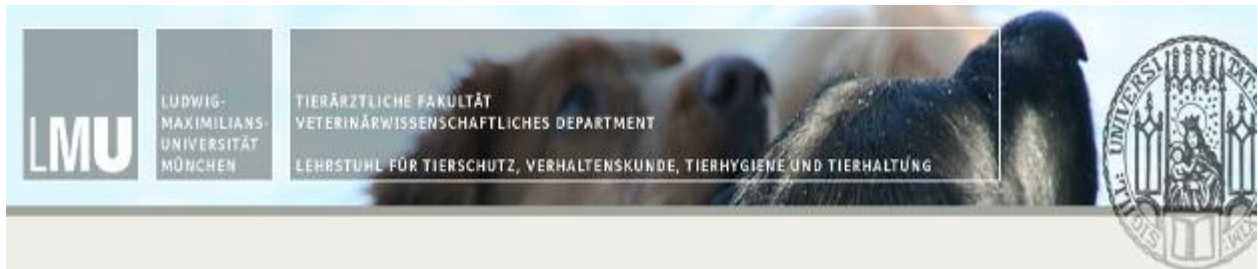 LMU
LUDWIG-
MAXIMILIANS-
UNIVERSITÄT
MÜNCHEN
TIERÄRZTLICHE FAKULTÄT
VETERINÄRWISSENSCHAFTLICHES DEPARTMENT
LEHRSTUHL FÜR TIERSCHUTZ, VERHALTENSKUNDE, TIERHYGIENE UND TIERHALTUNG